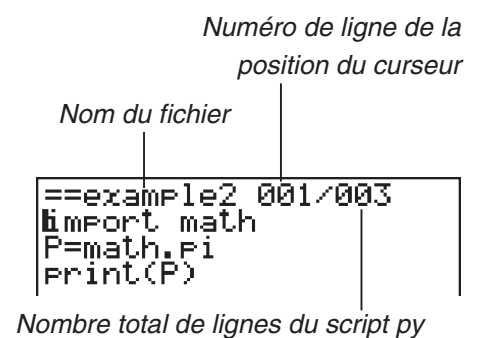 Numéro de ligne de la
position du curseur
Nom du fichier
==example2 001/003
import math
P=math.pi
print(P)
Nombre total de lignes du script py